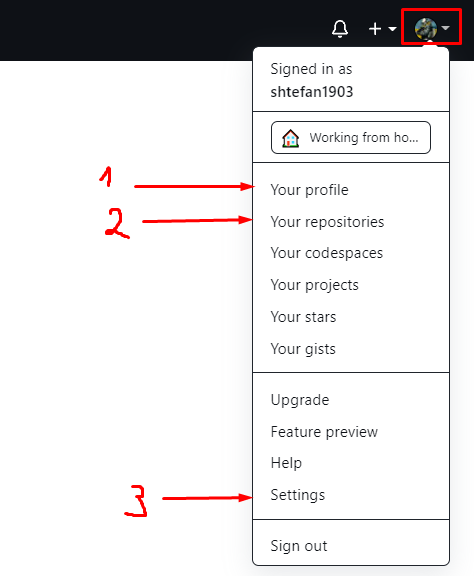 Signed in as
shtefan1903
Working from ho...
1
Your profile
2
Your repositories
Your codespaces
Your projects
Your stars
Your gists
Upgrade
Feature preview
Help
3
Settings
Sign out